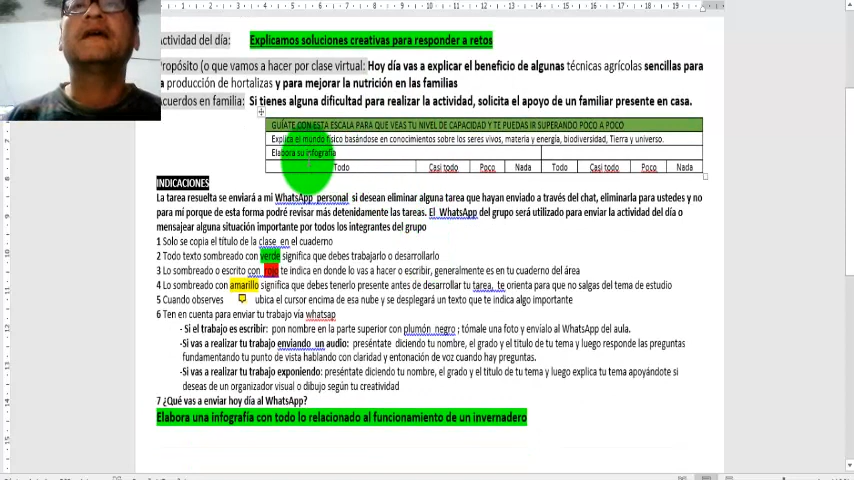 Actividad del día: Explicamos soluciones creativas para responder a retos
Propósito (o que vamos a hacer por clase virtual: Hoy día vas a explicar el beneficio de algunas técnicas agrícolas sencillas para
producción de hortalizas y para mejorar la nutrición en las familias
Acuerdos en familia: Si tienes alguna dificultad para realizar la actividad, solicita el apoyo de un familiar presente en casa.
GUÍATE CON ESTA ESCALA PARA QUE VEAS TU NIVEL DE CAPACIDAD Y TE PUEDAS IR SUPERANDO POCO A POCO
Explica el mundo físico basándose en conocimientos sobre los seres vivos, materia y energía, biodiversidad, Tierra y universo.
Elabora su infografía
Todo Casi todo Poco Nada Todo Casi todo Poco Nada
INDICACIONES
La tarea resuelta se enviará a mi WhatsApp personal si desean eliminar alguna tarea que hayan enviado a través del chat, eliminarla para ustedes y no
para mi porque de esta forma podré revisar más detenidamente las tareas. El WhatsApp del grupo será utilizado para enviar la actividad del día o
mensajear alguna situación importante por todos los integrantes del grupo
1 Solo se copia el título de la clase en el cuaderno
2 Todo texto sombreado con verde significa que debes trabajarlo o desarrollarlo
3 Lo sombreado o escrito con rojo te indica en donde lo vas a hacer o escribir, generalmente es en tu cuaderno del área
4 Lo sombreado con amarillo significa que debes tenerlo presente antes de desarrollar tu tarea, te orienta para que no salgas del tema de estudio
5 Cuando observes ubica el cursor encima de esa nube y se desplegará un texto que te indica algo importante
6 Ten en cuenta para enviar tu trabajo vía whatsap
- Si el trabajo es escribir: pon nombre en la parte superior con plumón negro ; tómale una foto y envíalo al WhatsApp del aula.
-Si vas a realizar tu trabajo enviando un audio: preséntate diciendo tu nombre, el grado y el titulo de tu tema y luego responde las preguntas
fundamentando tu punto de vista hablando con claridad y entonación de voz cuando hay preguntas.
-Si vas a realizar tu trabajo exponiendo: preséntate diciendo tu nombre, el grado y el título de tu tema y luego explica tu tema apoyándote si
deseas de un organizador visual o dibujo según tu creatividad
7 ¿Qué vas a enviar hoy día al WhatsApp?
Elabora una infografía con todo lo relacionado al funcionamiento de un invernadero